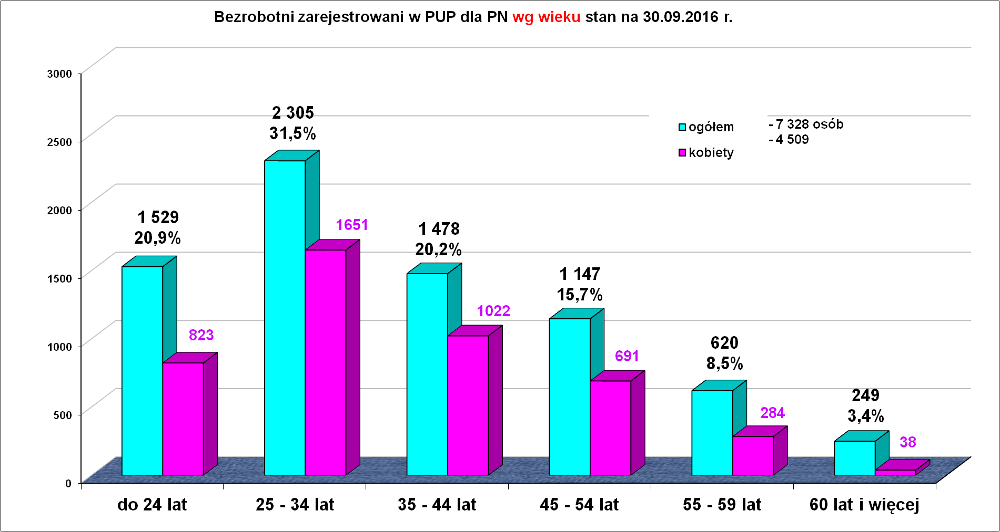 Bezrobotni zarejestrowani w PUP dla PN wg wieku stan na 30.09.2016 r.
3000
2500
2000
1500
1000
500
0
ogółem
kobiety
- 7 328 osób
- 4 509
1 529
20,9%
823
2 305
31,5%
1651
1 478
20,2%
1022
1 147
15,7%
691
620
8,5%
284
249
3,4%
38
do 24 lat
25 - 34 lat
35 - 44 lat
45 - 54 lat
55 - 59 lat
60 lat i więcej